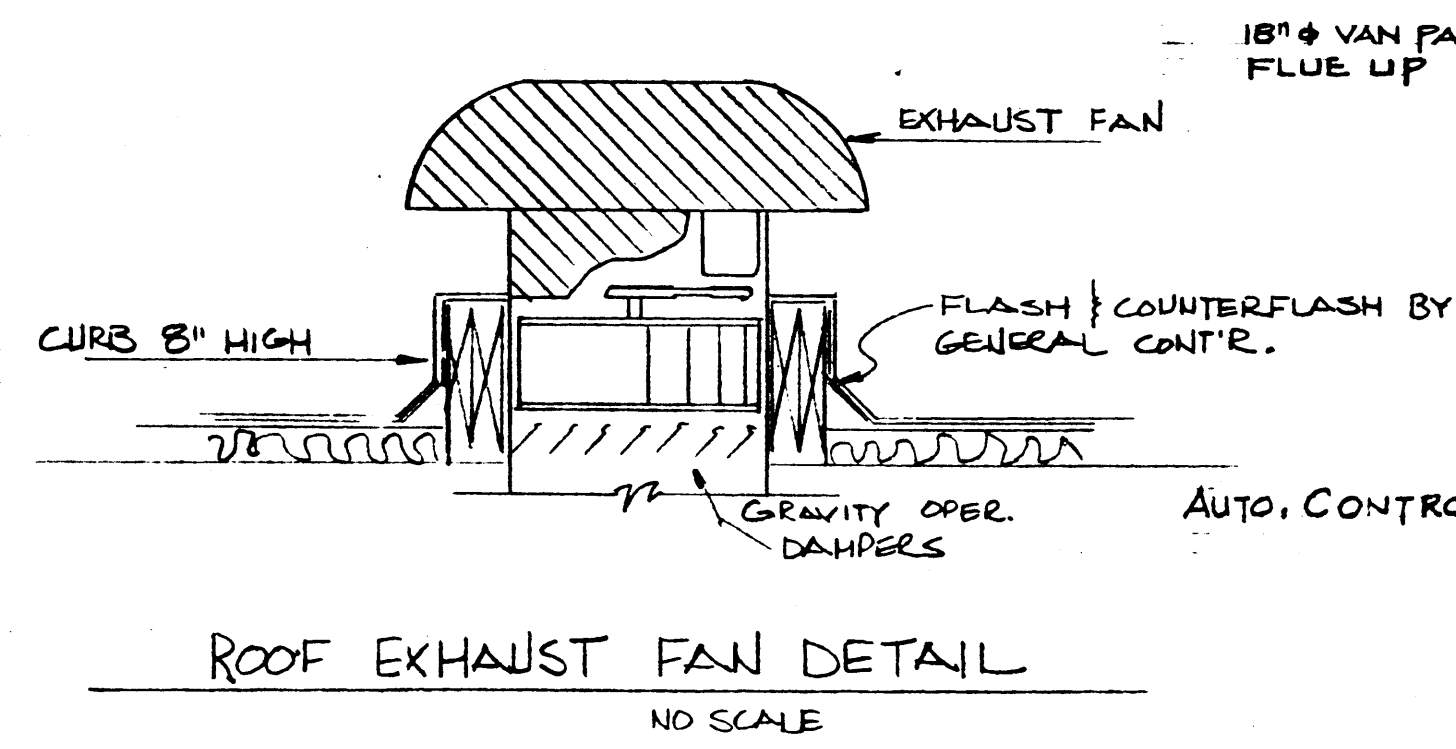 18"⌀ VAN PA
FLUE UP
EXHAUST FAN
CURB 8" HIGH
FLASH & COUNTERFLASH BY
GENERAL CONT'R.
GRAVITY OPER.
DAMPERS
AUTO. CONTRO
ROOF EXHAUST FAN DETAIL
NO SCALE